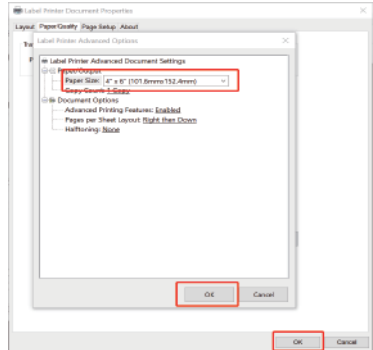 Label Printer Document Properties
Layout Paper/Quality Page Setup About
Label Printer Advanced Options
Label Printer Advanced Document Settings
Paper/Output
Paper Size: 4" x 6" (101.6mm x 152.4mm)
Copy Count: 1 Copy
Document Options
Advanced Printing Features: Enabled
Pages per Sheet Layout: Right then Down
Halftoning: None
OK Cancel
OK Cancel